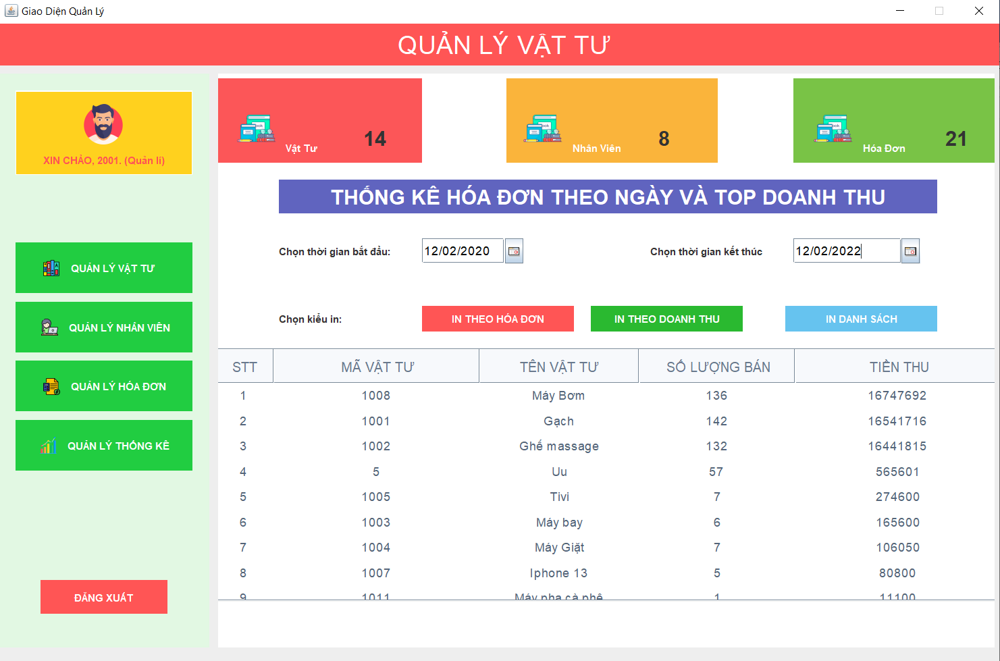 Giao Diện Quản Lý
QUẢN LÝ VẬT TƯ
XIN CHÀO, 2001. (Quản lí)
Vật Tư 14
Nhân Viên 8
Hóa Đơn 21
THỐNG KÊ HÓA ĐƠN THEO NGÀY VÀ TOP DOANH THU
Chọn thời gian bắt đầu: 12/02/2020
Chọn thời gian kết thúc 12/02/2022
QUẢN LÝ VẬT TƯ
QUẢN LÝ NHÂN VIÊN
QUẢN LÝ HÓA ĐƠN
QUẢN LÝ THỐNG KÊ
ĐĂNG XUẤT
Chọn kiểu in: IN THEO HÓA ĐƠN IN THEO DOANH THU IN DANH SÁCH
STT MÃ VẬT TƯ TÊN VẬT TƯ SỐ LƯỢNG BÁN TIỀN THU
1 1008 Máy Bơm 136 16747692
2 1001 Gạch 142 16541716
3 1002 Ghế massage 132 16441815
4 5 Uu 57 565601
5 1005 Tivi 7 274600
6 1003 Máy bay 6 165600
7 1004 Máy Giặt 7 106050
8 1007 Iphone 13 5 80800
9 1011 Máy pha cà phê 1 11100